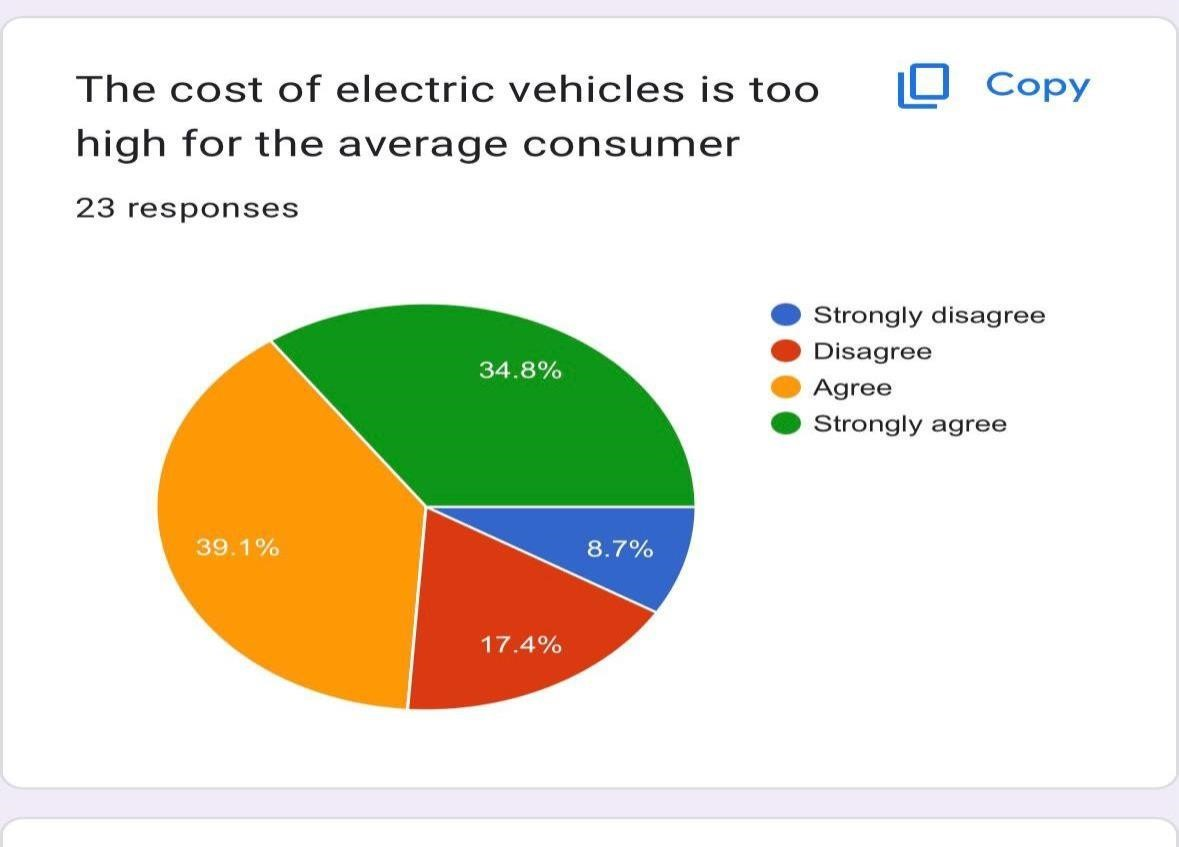 The cost of electric vehicles is too
high for the average consumer
Copy
23 responses
34.8%
39.1%
8.7%
17.4%
Strongly disagree
Disagree
Agree
Strongly agree